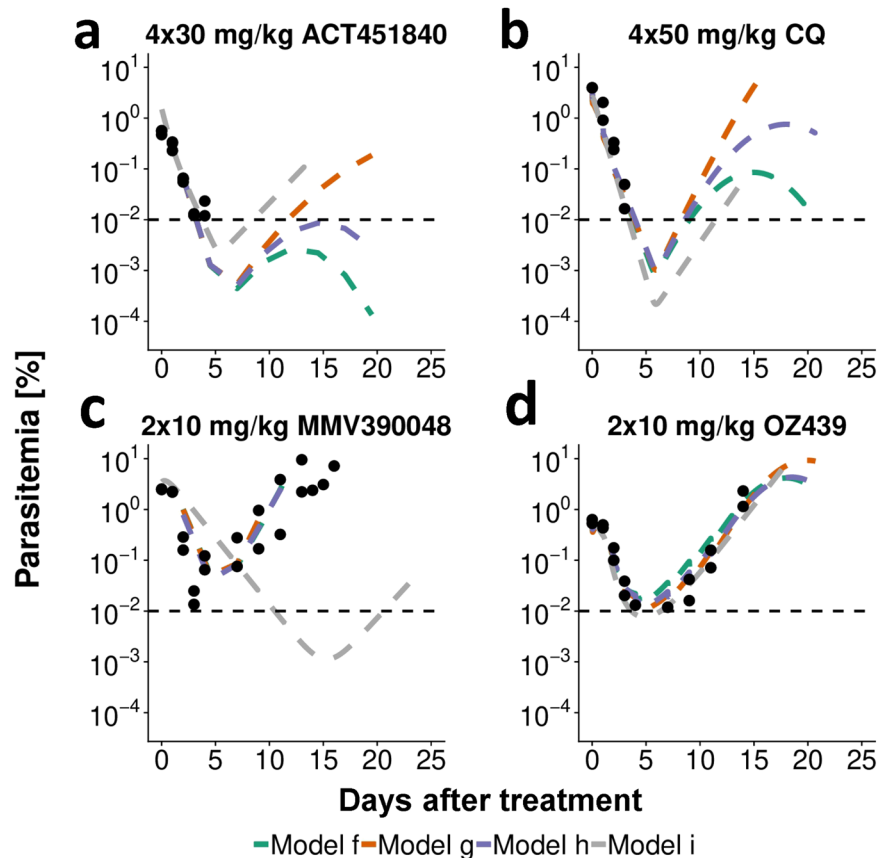 a
4x30 mg/kg ACT451840
b
4x50 mg/kg CQ
10¹
10⁰
10⁻¹
10⁻²
10⁻³
10⁻⁴
0 5 10 15 20 25
10¹
10⁰
10⁻¹
10⁻²
10⁻³
10⁻⁴
0 5 10 15 20 25
Parasitemia [%]
c
2x10 mg/kg MMV390048
d
2x10 mg/kg OZ439
10¹
10⁰
10⁻¹
10⁻²
10⁻³
10⁻⁴
0 5 10 15 20 25
10¹
10⁰
10⁻¹
10⁻²
10⁻³
10⁻⁴
0 5 10 15 20 25
Days after treatment
Model f Model g Model h Model i